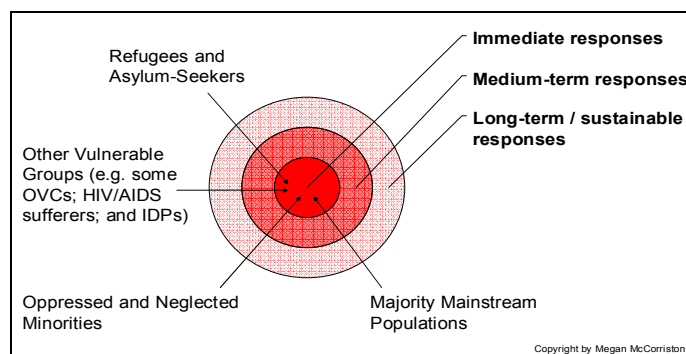 Refugees and
Asylum-Seekers
Immediate responses
Medium-term responses
Long-term / sustainable
responses
Other Vulnerable
Groups (e.g. some
OVCs; HIV/AIDS
sufferers; and IDPs)
Oppressed and Neglected
Minorities
Majority Mainstream
Populations
Copyright by Megan McCorriston